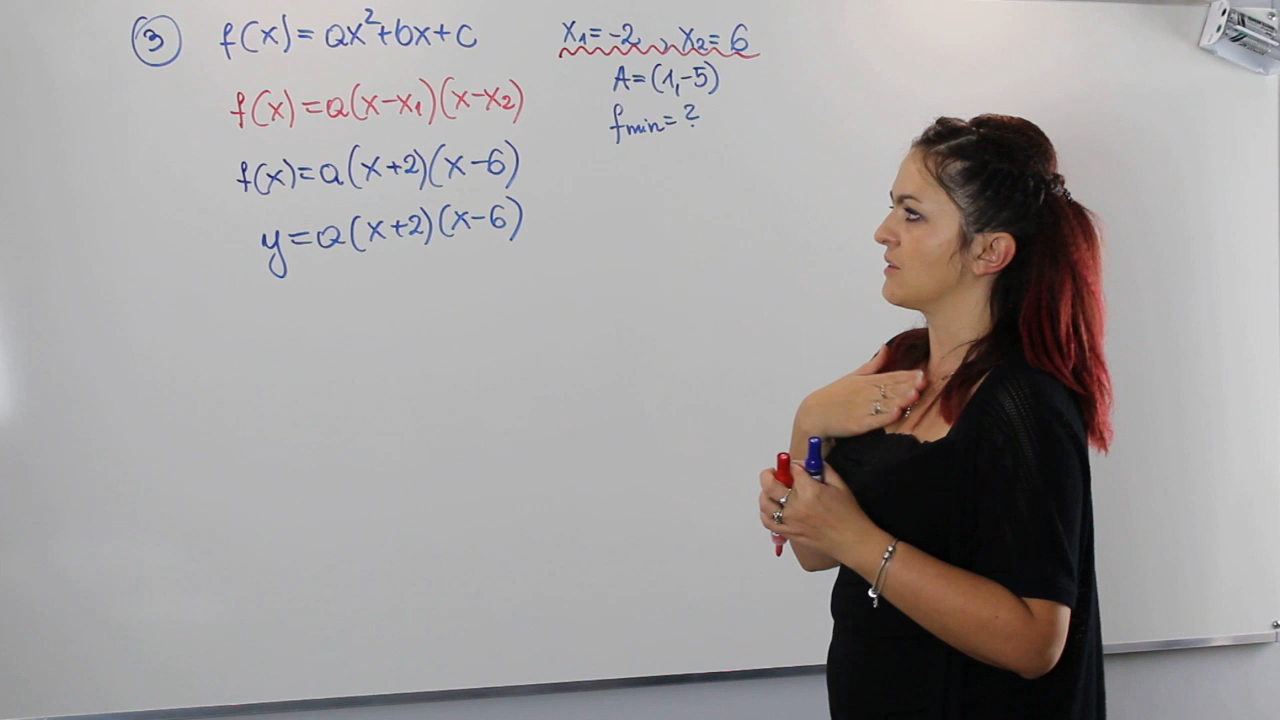 3 f(x)=ax²+bx+c
f(x)=a(x-x₁)(x-x₂)
f(x)=a(x+2)(x-6)
y=a(x+2)(x-6)
x₁=-2, x₂=6
A=(1,-5)
fmin=?